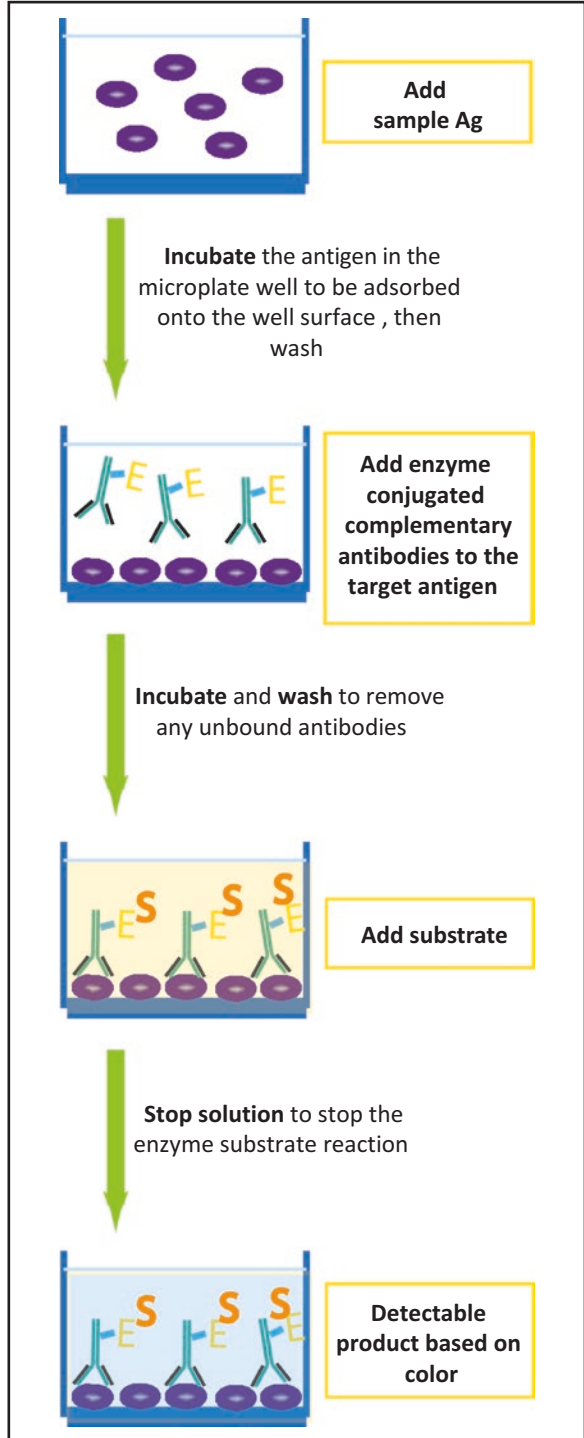 Add
sample Ag
Incubate the antigen in the
microplate well to be adsorbed
onto the well surface , then
wash
E E E
Add enzyme
conjugated
complementary
antibodies to the
target antigen
Incubate and wash to remove
any unbound antibodies
S S S
E E E
Add substrate
Stop solution to stop the
enzyme substrate reaction
S S S
E E E
Detectable
product based on
color